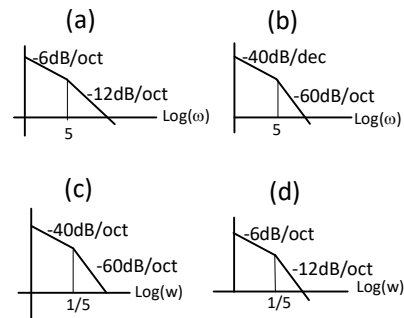 (a)
-6dB/oct
-12dB/oct
Log(ω)
5
(b)
-40dB/dec
-60dB/oct
Log(ω)
5
(c)
-40dB/oct
-60dB/oct
Log(w)
1/5
(d)
-6dB/oct
-12dB/oct
Log(w)
1/5